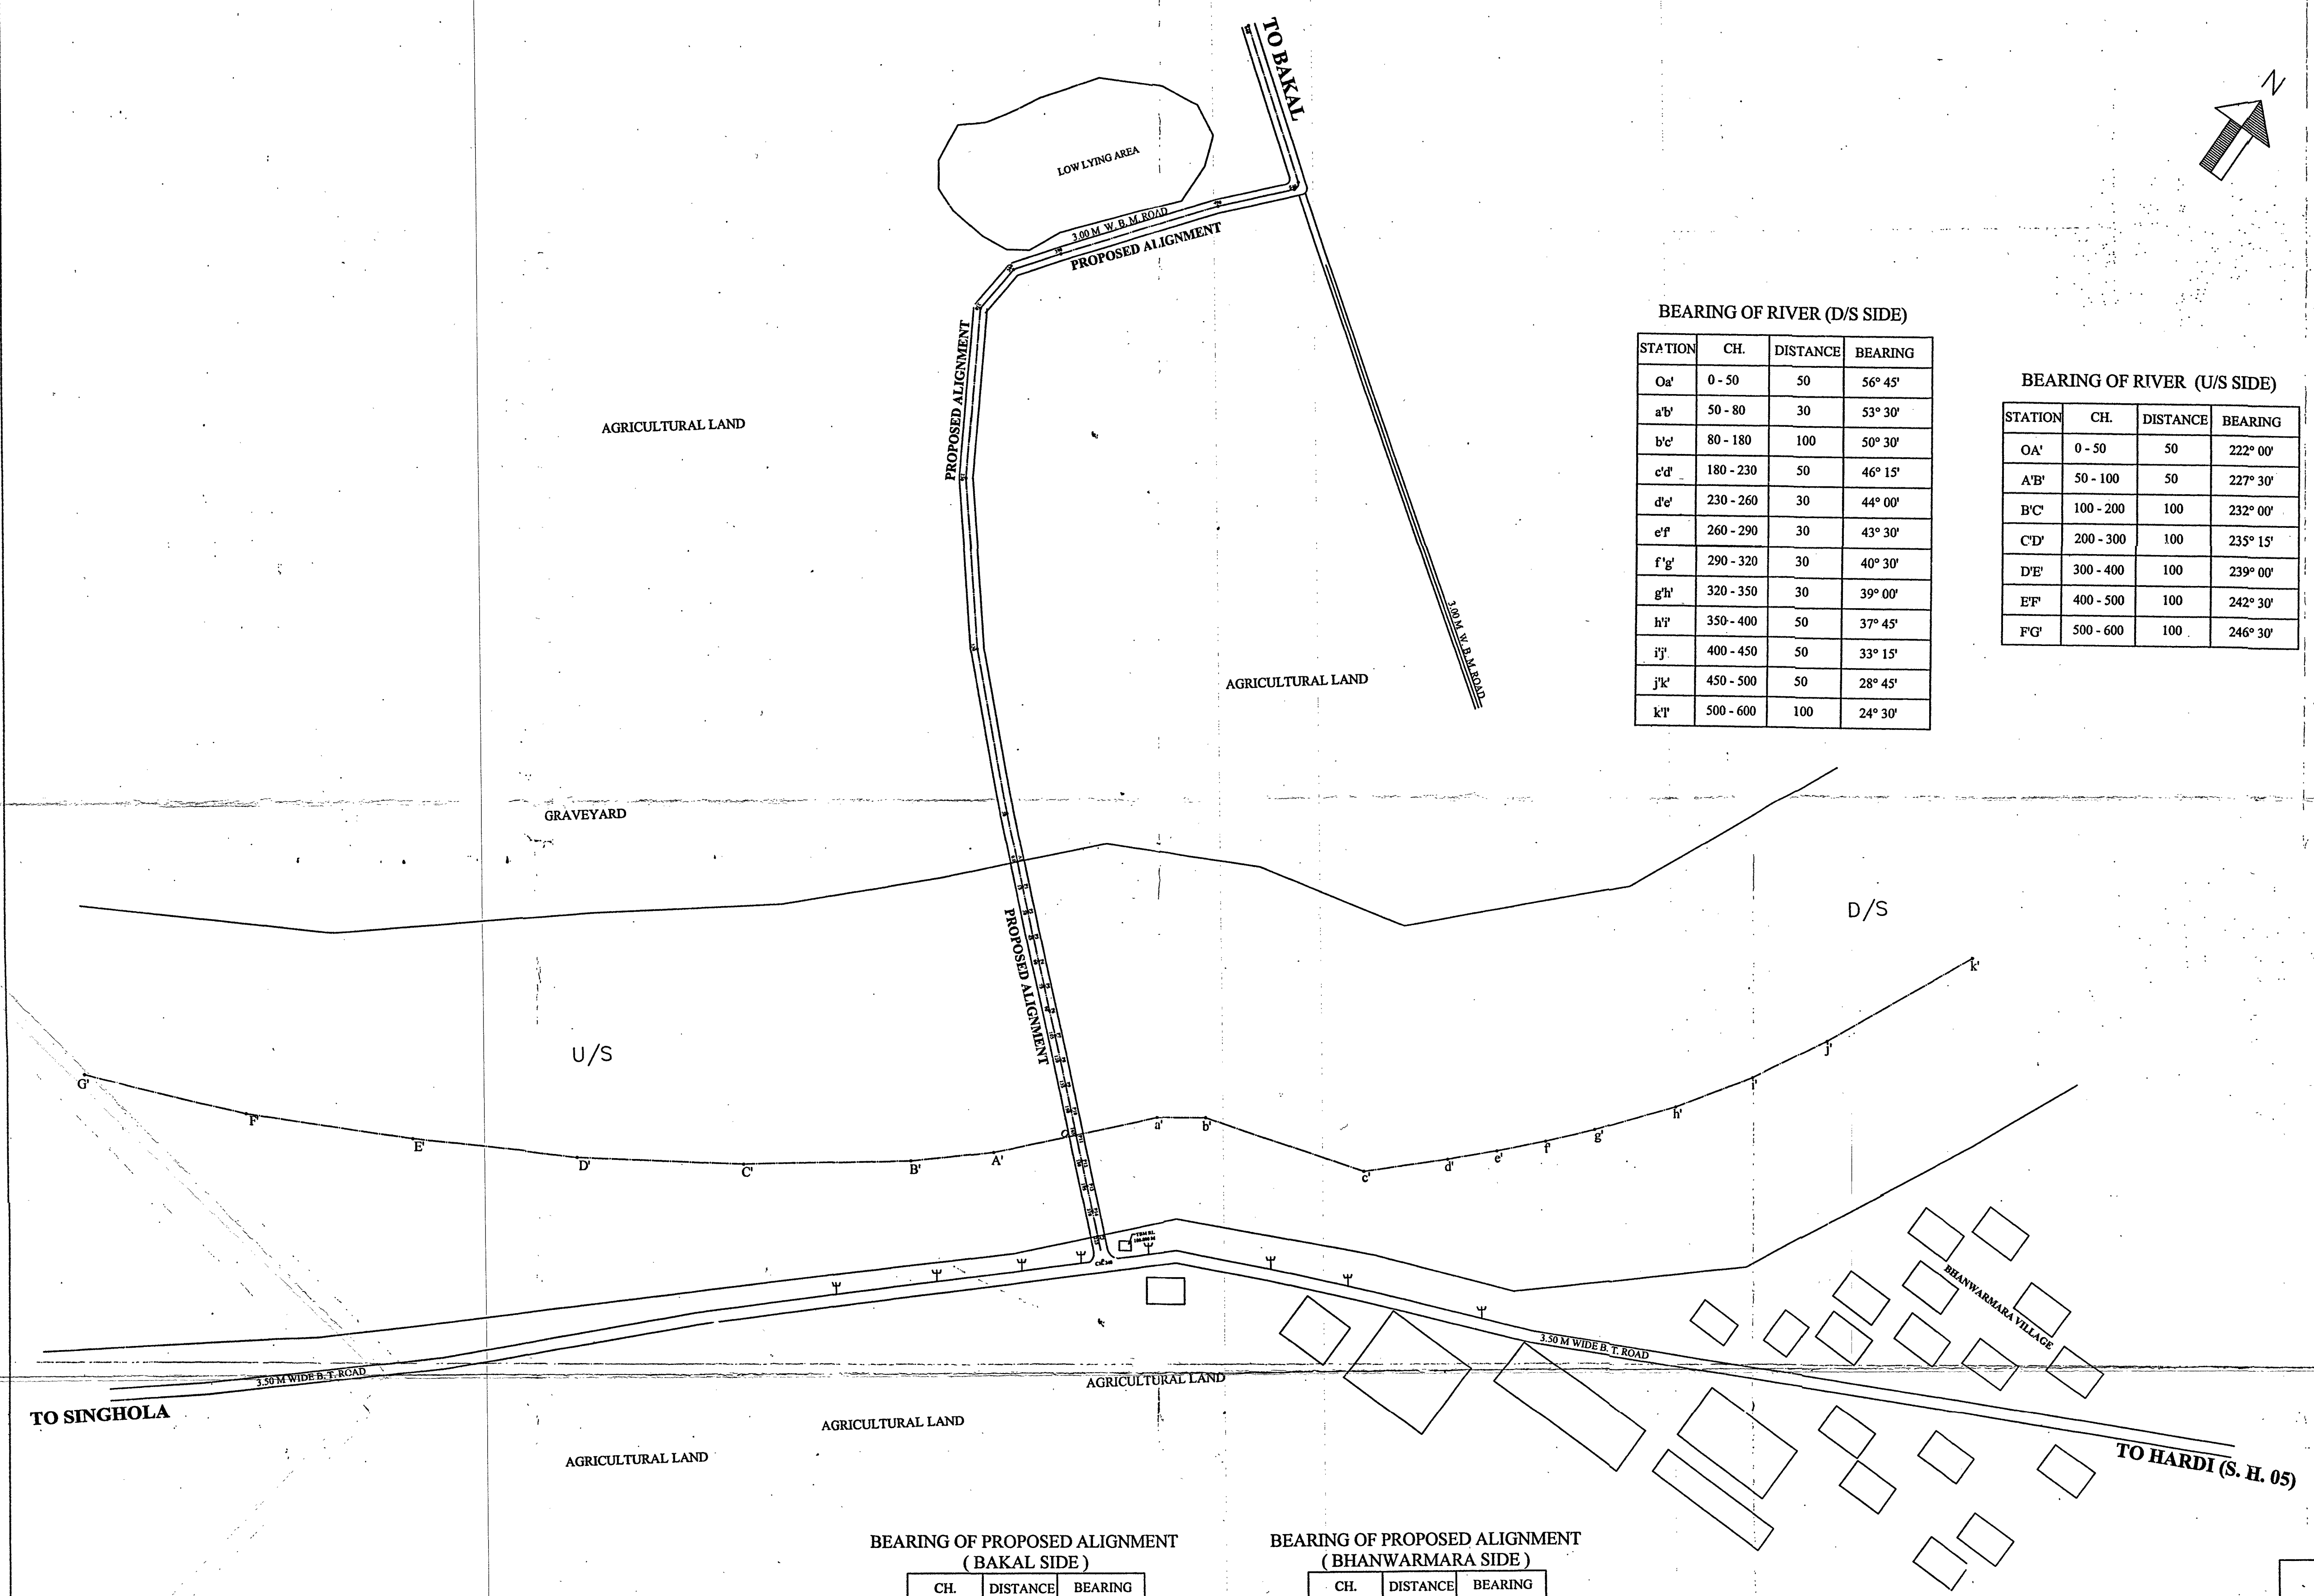 TO BAKAL
N
LOW LYING AREA
3.00 M W. B. M. ROAD
PROPOSED ALIGNMENT
PROPOSED ALIGNMENT
AGRICULTURAL LAND
BEARING OF RIVER (D/S SIDE)
STATION CH. DISTANCE BEARING
Oa' 0 - 50 50 56° 45'
a'b' 50 - 80 30 53° 30'
b'c' 80 - 180 100 50° 30'
c'd' 180 - 230 50 46° 15'
d'e' 230 - 260 30 44° 00'
e'f' 260 - 290 30 43° 30'
f'g' 290 - 320 30 40° 30'
g'h' 320 - 350 30 39° 00'
h'i' 350 - 400 50 37° 45'
i'j' 400 - 450 50 33° 15'
j'k' 450 - 500 50 28° 45'
k'l' 500 - 600 100 24° 30'
BEARING OF RIVER (U/S SIDE)
STATION CH. DISTANCE BEARING
OA' 0 - 50 50 222° 00'
A'B' 50 - 100 50 227° 30'
B'C' 100 - 200 100 232° 00'
C'D' 200 - 300 100 235° 15'
D'E' 300 - 400 100 239° 00'
E'F' 400 - 500 100 242° 30'
F'G' 500 - 600 100 246° 30'
3.00 M W. B. M. ROAD
AGRICULTURAL LAND
GRAVEYARD
D/S
PROPOSED ALIGNMENT
U/S
G'
F'
E'
D'
C'
B'
A'
O
a'
b'
c'
d'
e'
f'
g'
h'
i'
j'
k'
BHANWARMARA VILLAGE
3.50 M WIDE B. T. ROAD
3.50 M WIDE B. T. ROAD
TO SINGHOLA
AGRICULTURAL LAND
AGRICULTURAL LAND
AGRICULTURAL LAND
TO HARDI (S. H. 05)
BEARING OF PROPOSED ALIGNMENT
( BAKAL SIDE )
CH. DISTANCE BEARING
BEARING OF PROPOSED ALIGNMENT
( BHANWARMARA SIDE )
CH. DISTANCE BEARING